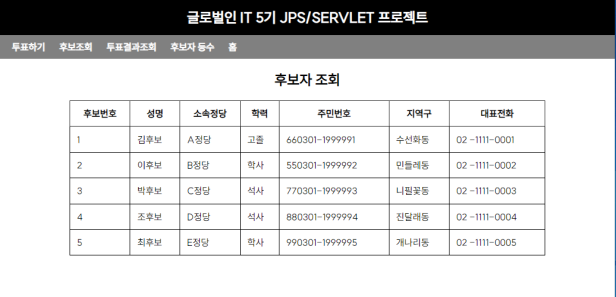 글로벌인 IT 5기 JPS/SERVLET 프로젝트
투표하기 후보조회 투표결과조회 후보자 등수 홈
후보자 조회
후보번호 성명 소속정당 학력 주민번호 지역구 대표전화
1 김후보 A정당 고졸 660301-1999991 수선화동 02 -1111-0001
2 이후보 B정당 학사 550301-1999992 민들레동 02 -1111-0002
3 박후보 C정당 석사 770301-1999993 나팔꽃동 02 -1111-0003
4 조후보 D정당 석사 880301-1999994 진달래동 02 -1111-0004
5 최후보 E정당 학사 990301-1999995 개나리동 02 -1111-0005